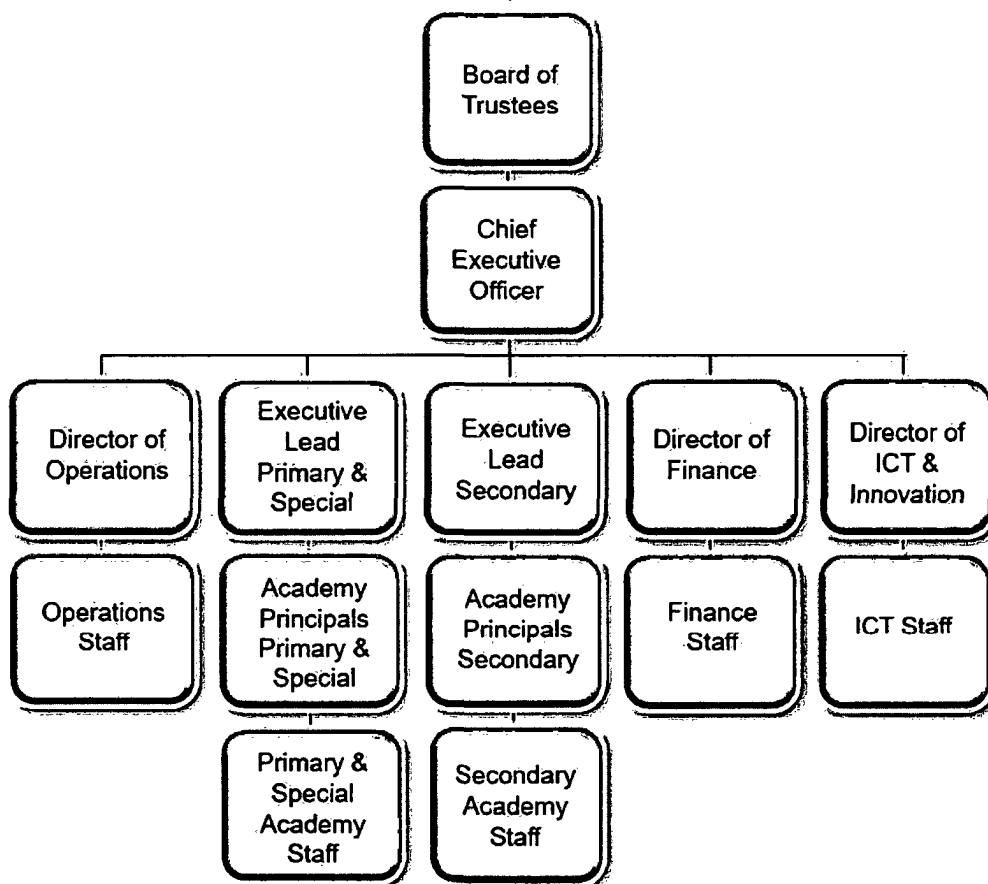 Board of
Trustees
Chief
Executive
Officer
Director of
Operations
Executive
Lead
Primary &
Special
Executive
Lead
Secondary
Director of
Finance
Director of
ICT &
Innovation
Operations
Staff
Academy
Principals
Primary &
Special
Academy
Principals
Secondary
Finance
Staff
ICT Staff
Primary &
Special
Academy
Staff
Secondary
Academy
Staff